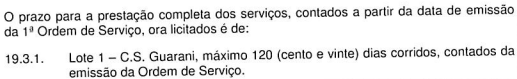 O prazo para a prestação completa dos serviços, contados a partir da data de emissão
da 1ª Ordem de Serviço, ora licitados é de:
19.3.1. Lote 1 – C.S. Guarani, máximo 120 (cento e vinte) dias corridos, contados da
emissão da Ordem de Serviço.